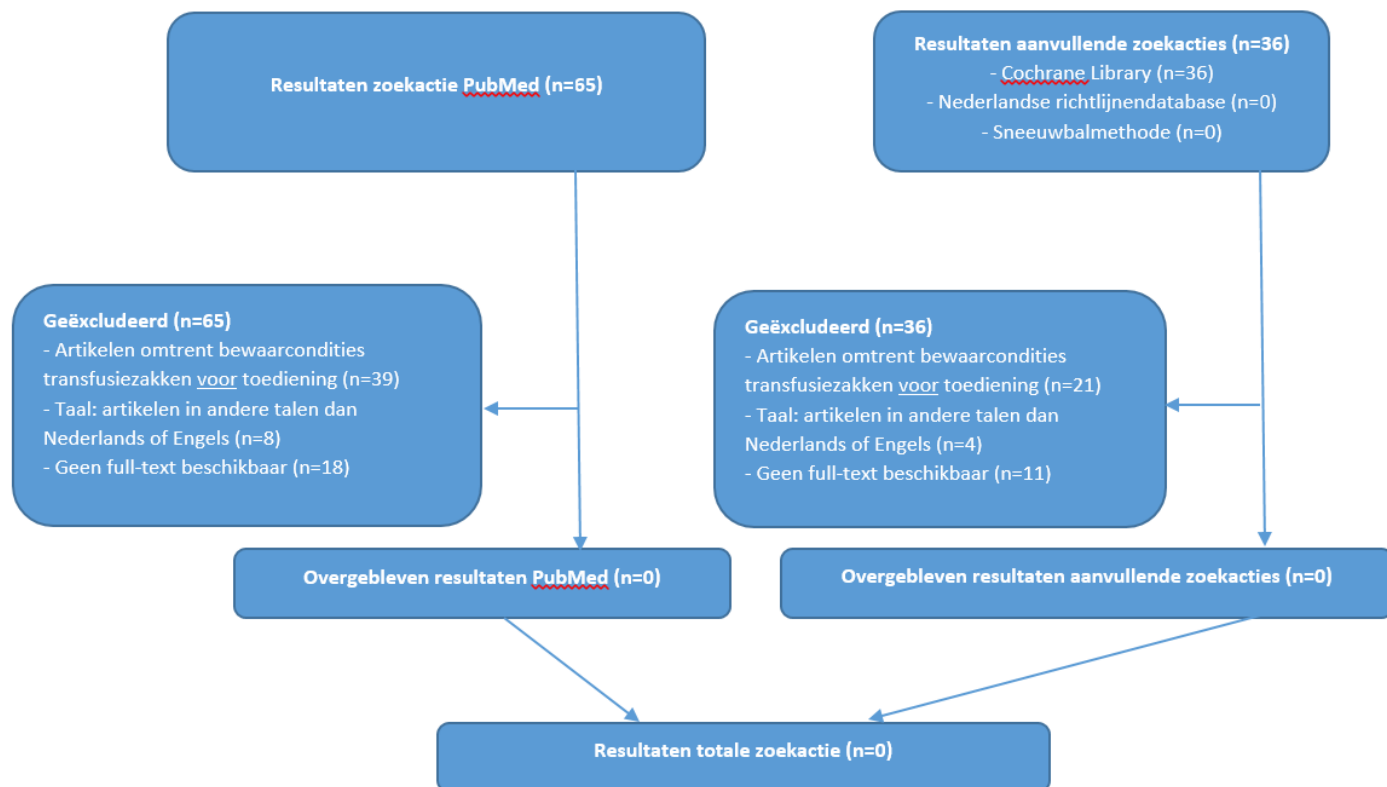 Resultaten zoekactie PubMed (n=65)
Resultaten aanvullende zoekacties (n=36)
- Cochrane Library (n=36)
- Nederlandse richtlijnendatabase (n=0)
- Sneeuwbalmethode (n=0)
Geëxcludeerd (n=65)
- Artikelen omtrent bewaarcondities
transfusiezakken voor toediening (n=39)
- Taal: artikelen in andere talen dan
Nederlands of Engels (n=8)
- Geen full-text beschikbaar (n=18)
Geëxcludeerd (n=36)
- Artikelen omtrent bewaarcondities
transfusiezakken voor toediening (n=21)
- Taal: artikelen in andere talen dan
Nederlands of Engels (n=4)
- Geen full-text beschikbaar (n=11)
Overgebleven resultaten PubMed (n=0)
Overgebleven resultaten aanvullende zoekacties (n=0)
Resultaten totale zoekactie (n=0)